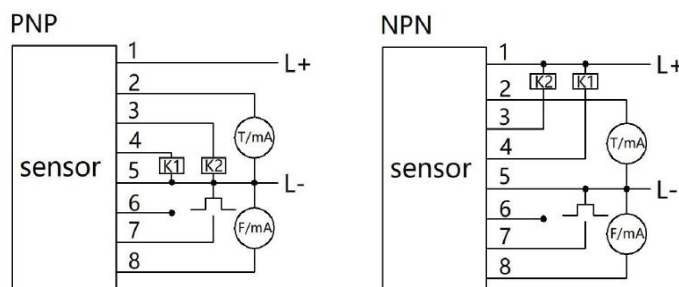 PNP
sensor
1
2
3
4
5
6
7
8
K1
K2
T/mA
F/mA
L+
L-
NPN
sensor
1
2
3
4
5
6
7
8
K2
K1
T/mA
F/mA
L+
L-